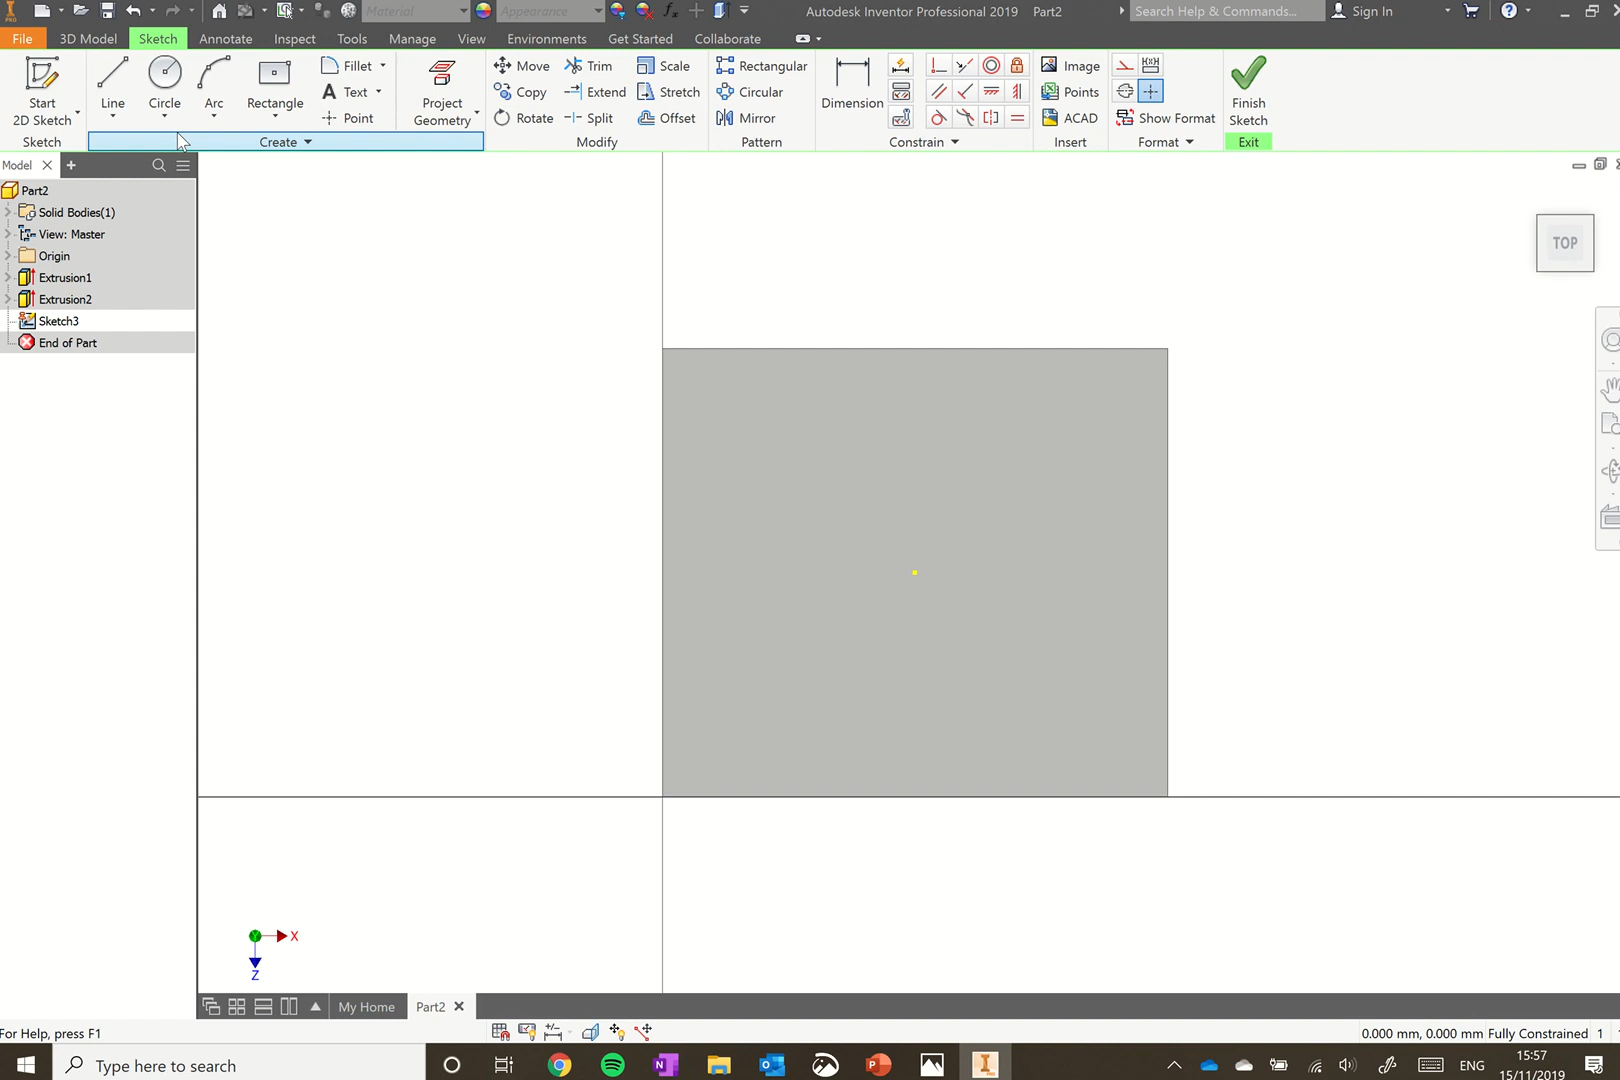 PRO Material Appearance Autodesk Inventor Professional 2019 Part2 Search Help & Commands... Sign In
File 3D Model Sketch Annotate Inspect Tools Manage View Environments Get Started Collaborate
Start 2D Sketch Line Circle Arc Rectangle Fillet Text Point Project Geometry Move Trim Scale Copy Extend Stretch Rotate Split Offset Rectangular Circular Mirror Dimension Image Points ACAD Show Format Finish Sketch
Sketch Create Modify Pattern Constrain Insert Format Exit
Model
Part2
Solid Bodies(1)
View: Master
Origin
Extrusion1
Extrusion2
Sketch3
End of Part
TOP
X
Z
My Home Part2
For Help, press F1 0.000 mm, 0.000 mm Fully Constrained 1
Type here to search ENG 15:57
15/11/2019